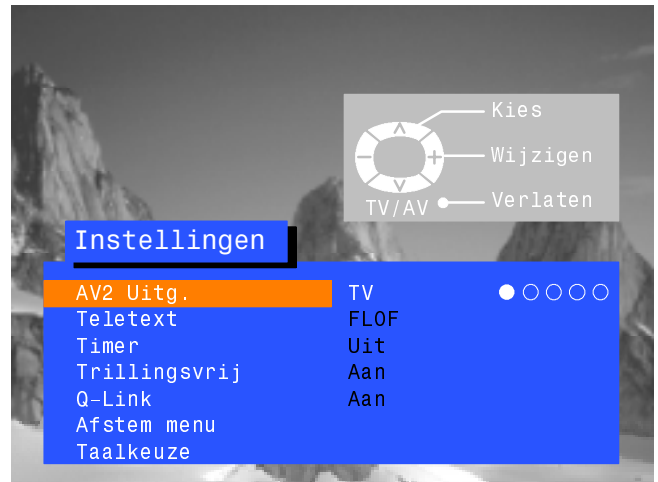 Kies
Wijzigen
TV/AV Verlaten
Instellingen
AV2 Uitg. TV
Teletext FLOF
Timer Uit
Trillingsvrij Aan
Q-Link Aan
Afstem menu
Taalkeuze